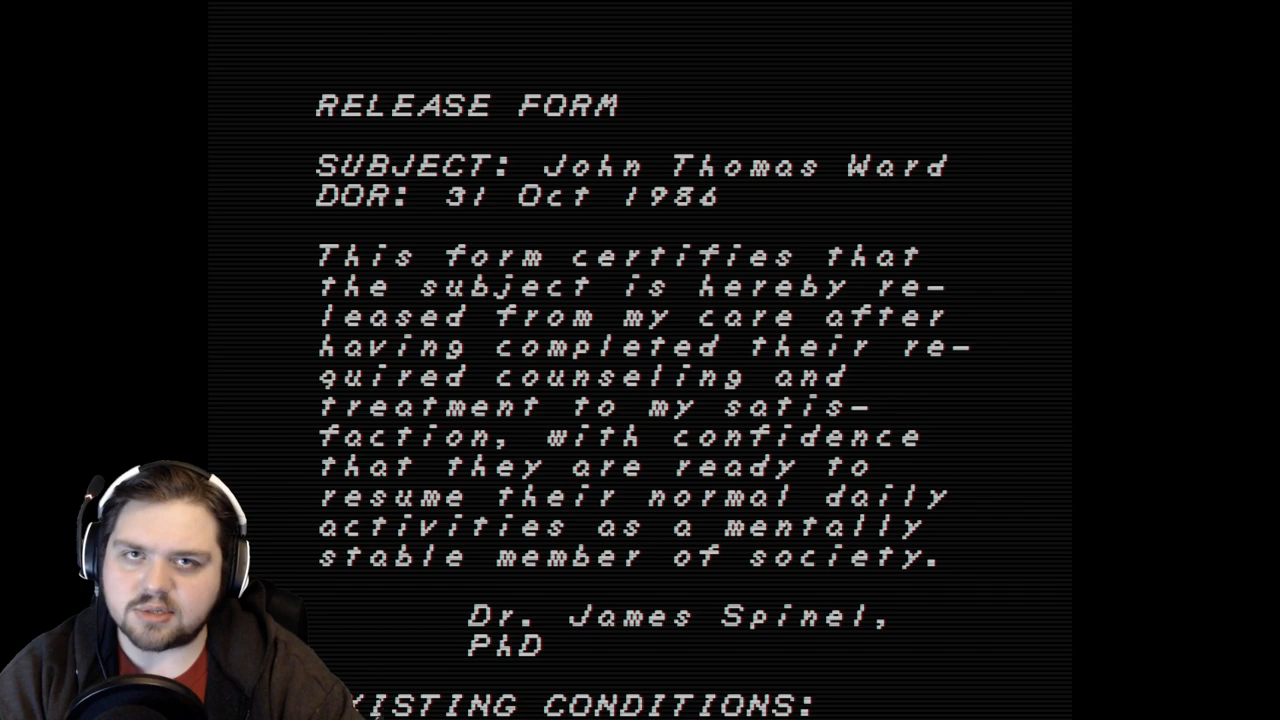 RELEASE FORM
SUBJECT: John Thomas Ward
DOR: 31 Oct 1986
This form certifies that
the subject is hereby re-
leased from my care after
having completed their re-
quired counseling and
treatment to my satis-
faction, with confidence
that they are ready to
resume their normal daily
activities as a mentally
stable member of society.
Dr. James Spinel,
PhD
XISTING CONDITIONS: